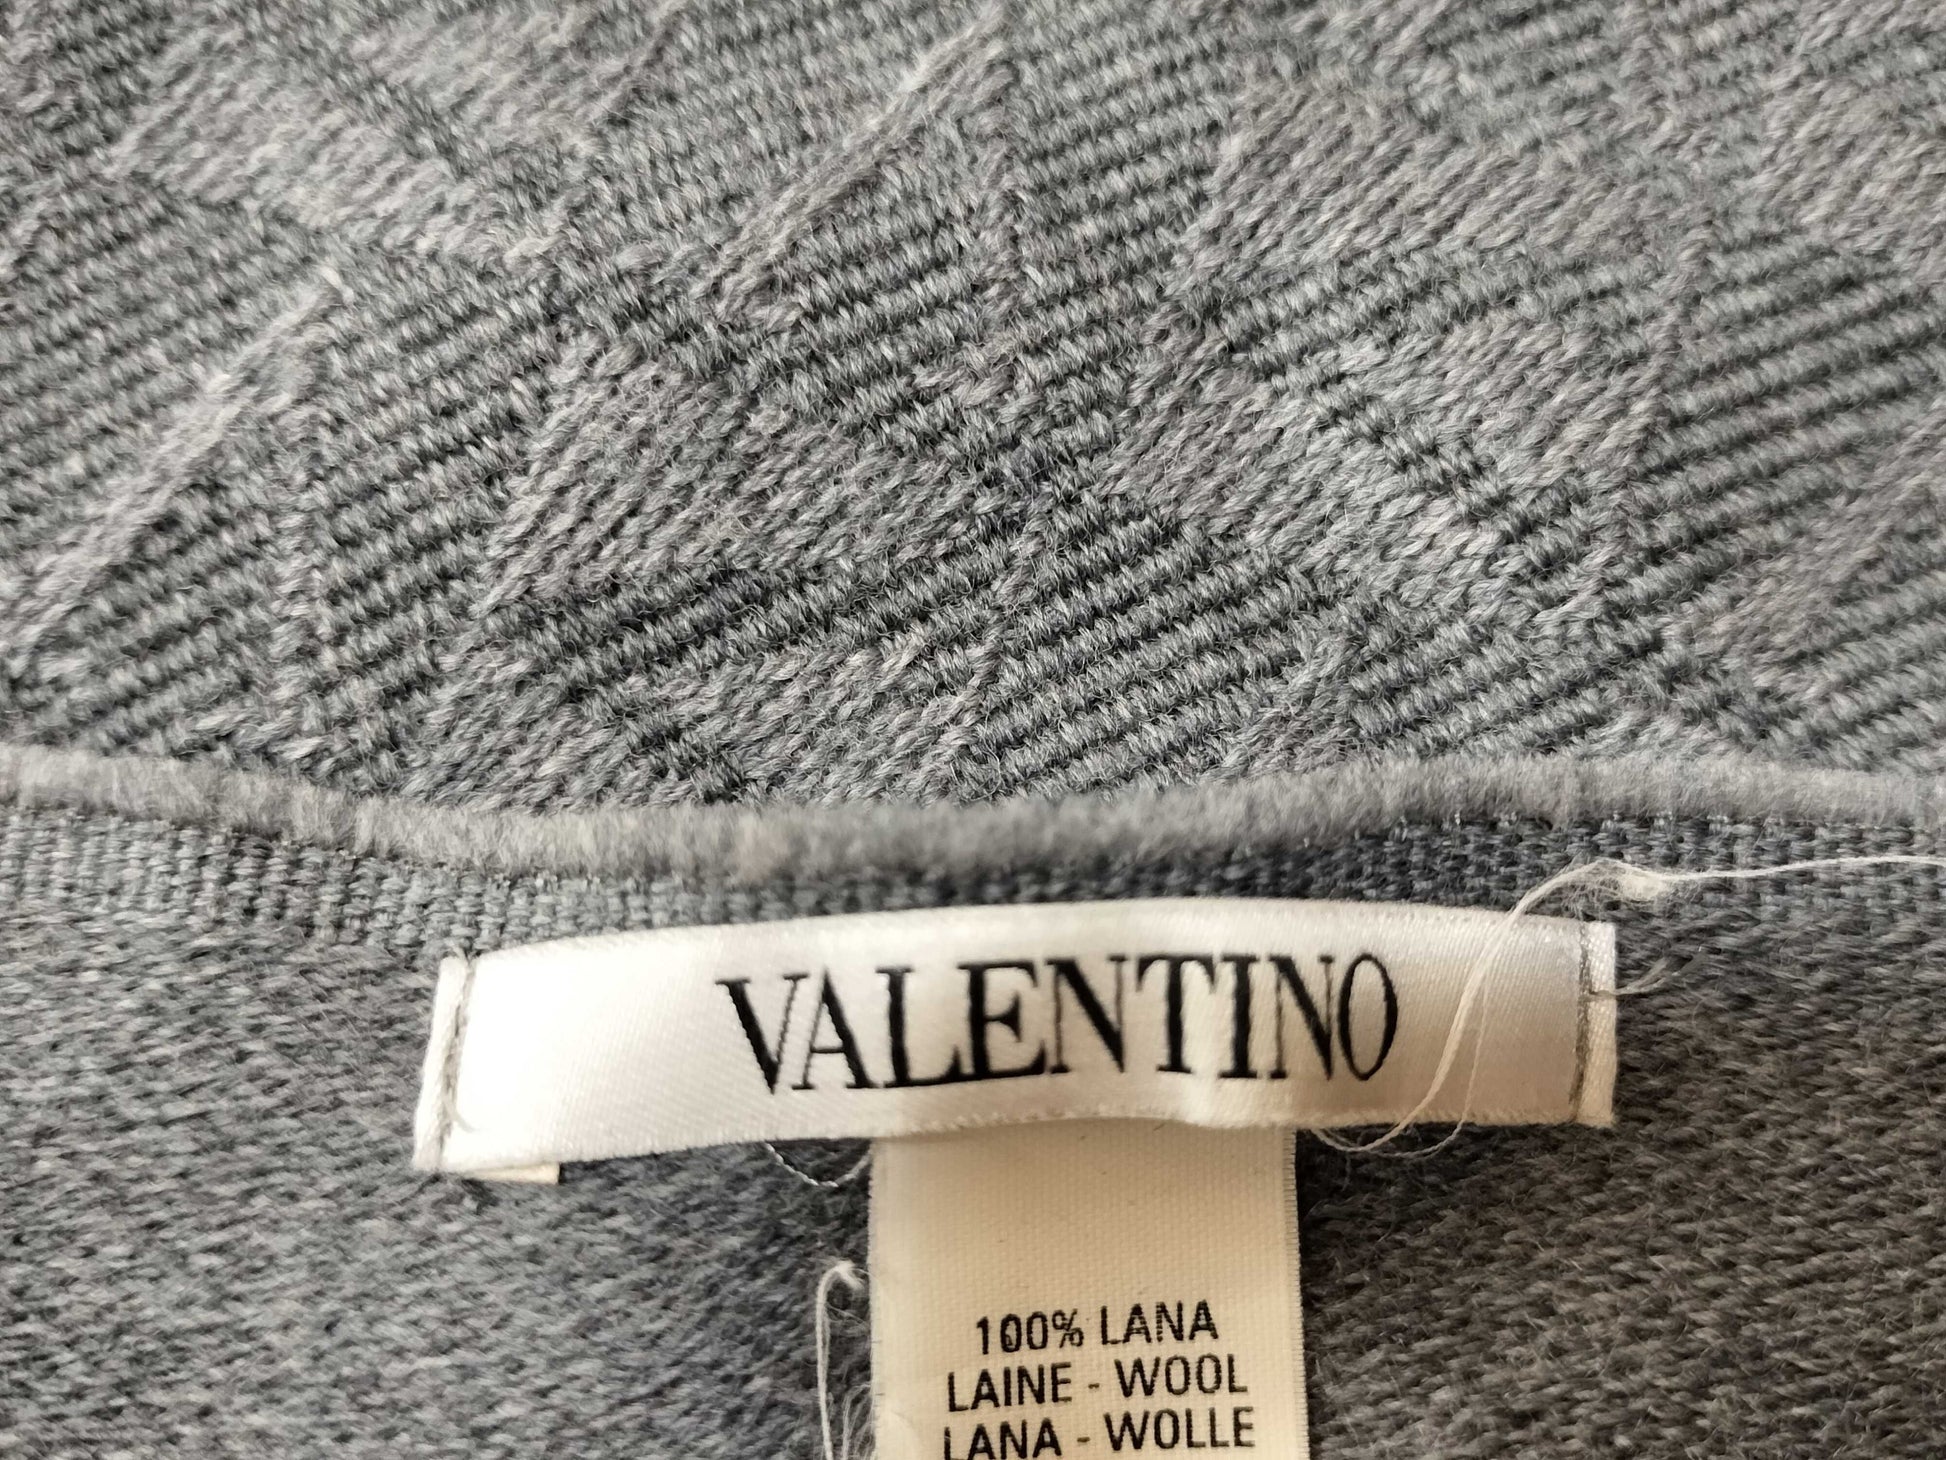 VALENTINO
100% LANA
LAINE - WOOL
LANA - WOLLE